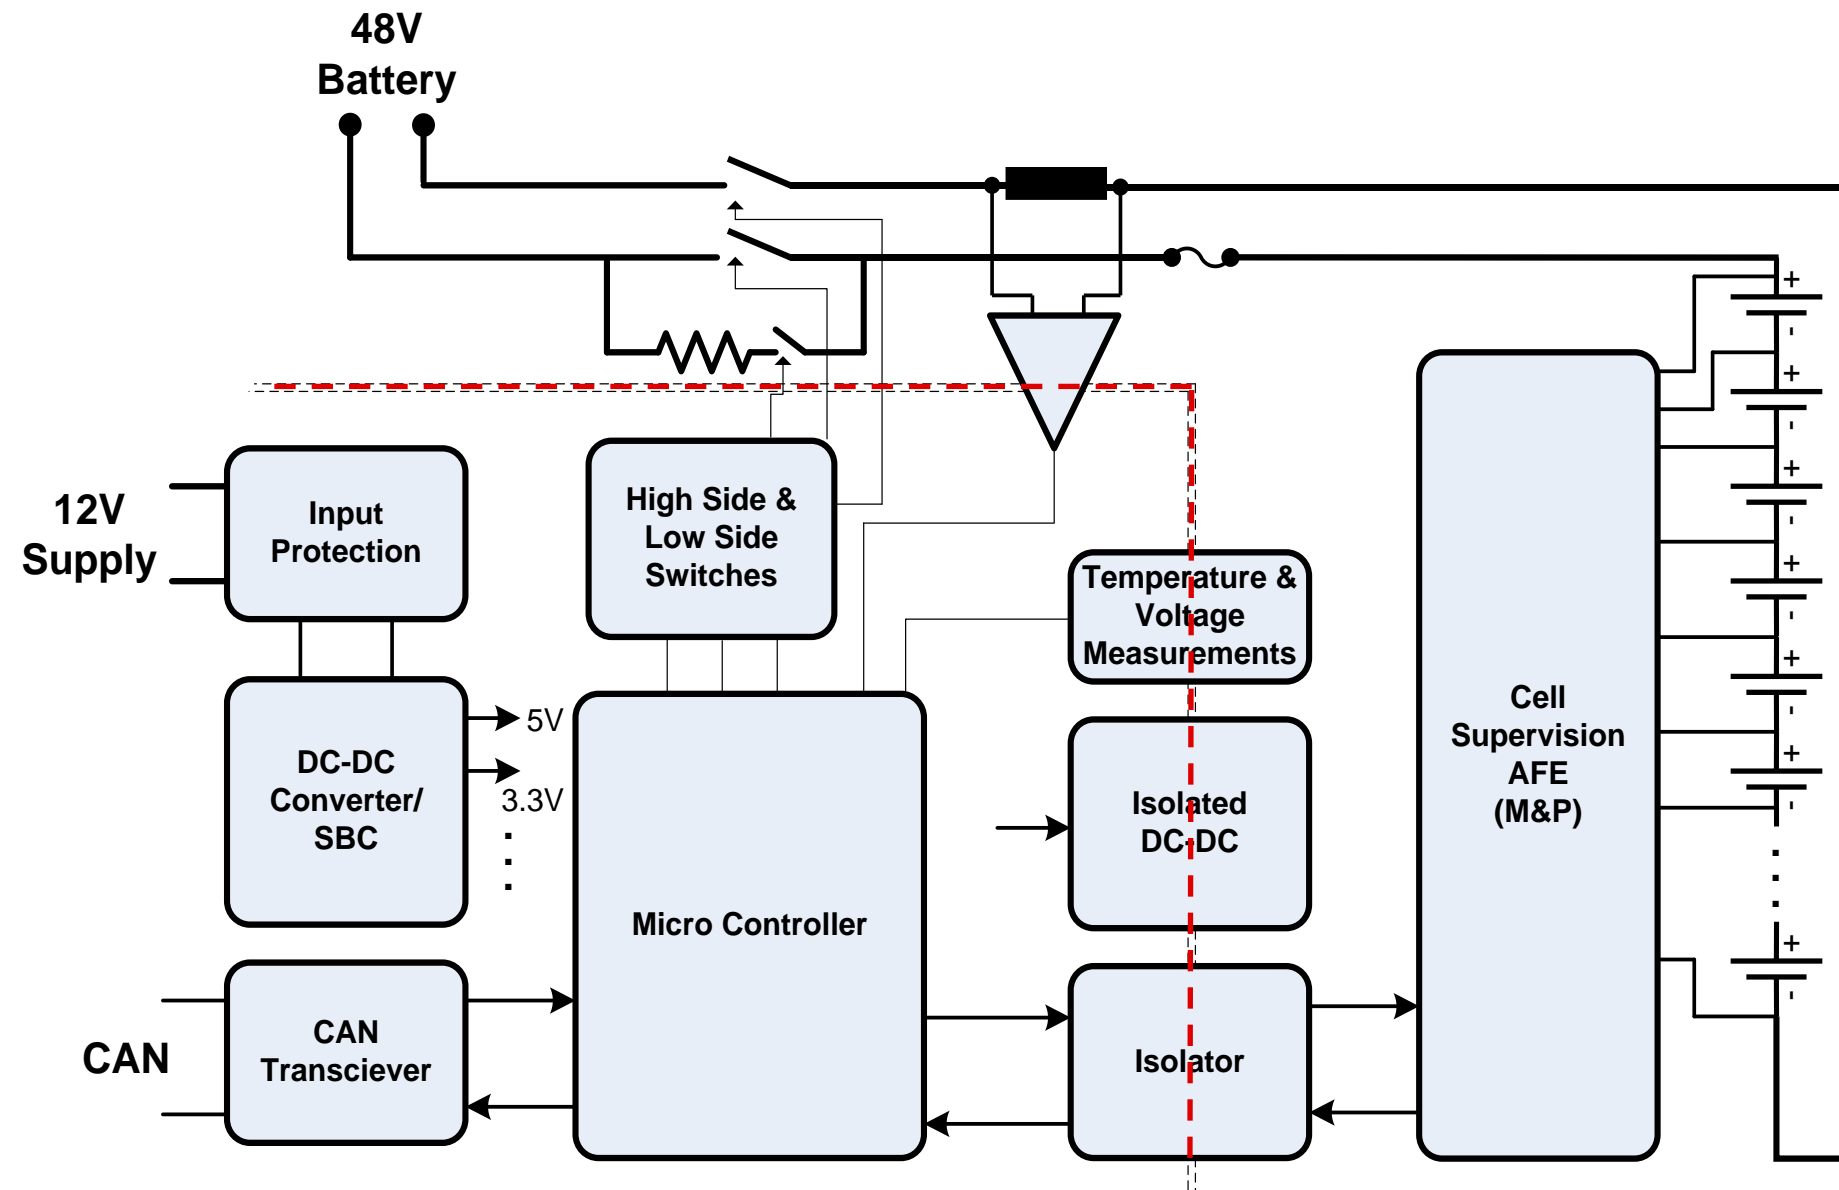 48V
Battery
12V
Supply
Input
Protection
High Side &
Low Side
Switches
Temperature &
Voltage
Measurements
DC-DC
Converter/
SBC
5V
3.3V
Micro Controller
Isolated
DC-DC
Cell
Supervision
AFE
(M&P)
CAN
CAN
Transciever
Isolator
+
-
+
-
+
-
+
-
+
-
+
-
+
-